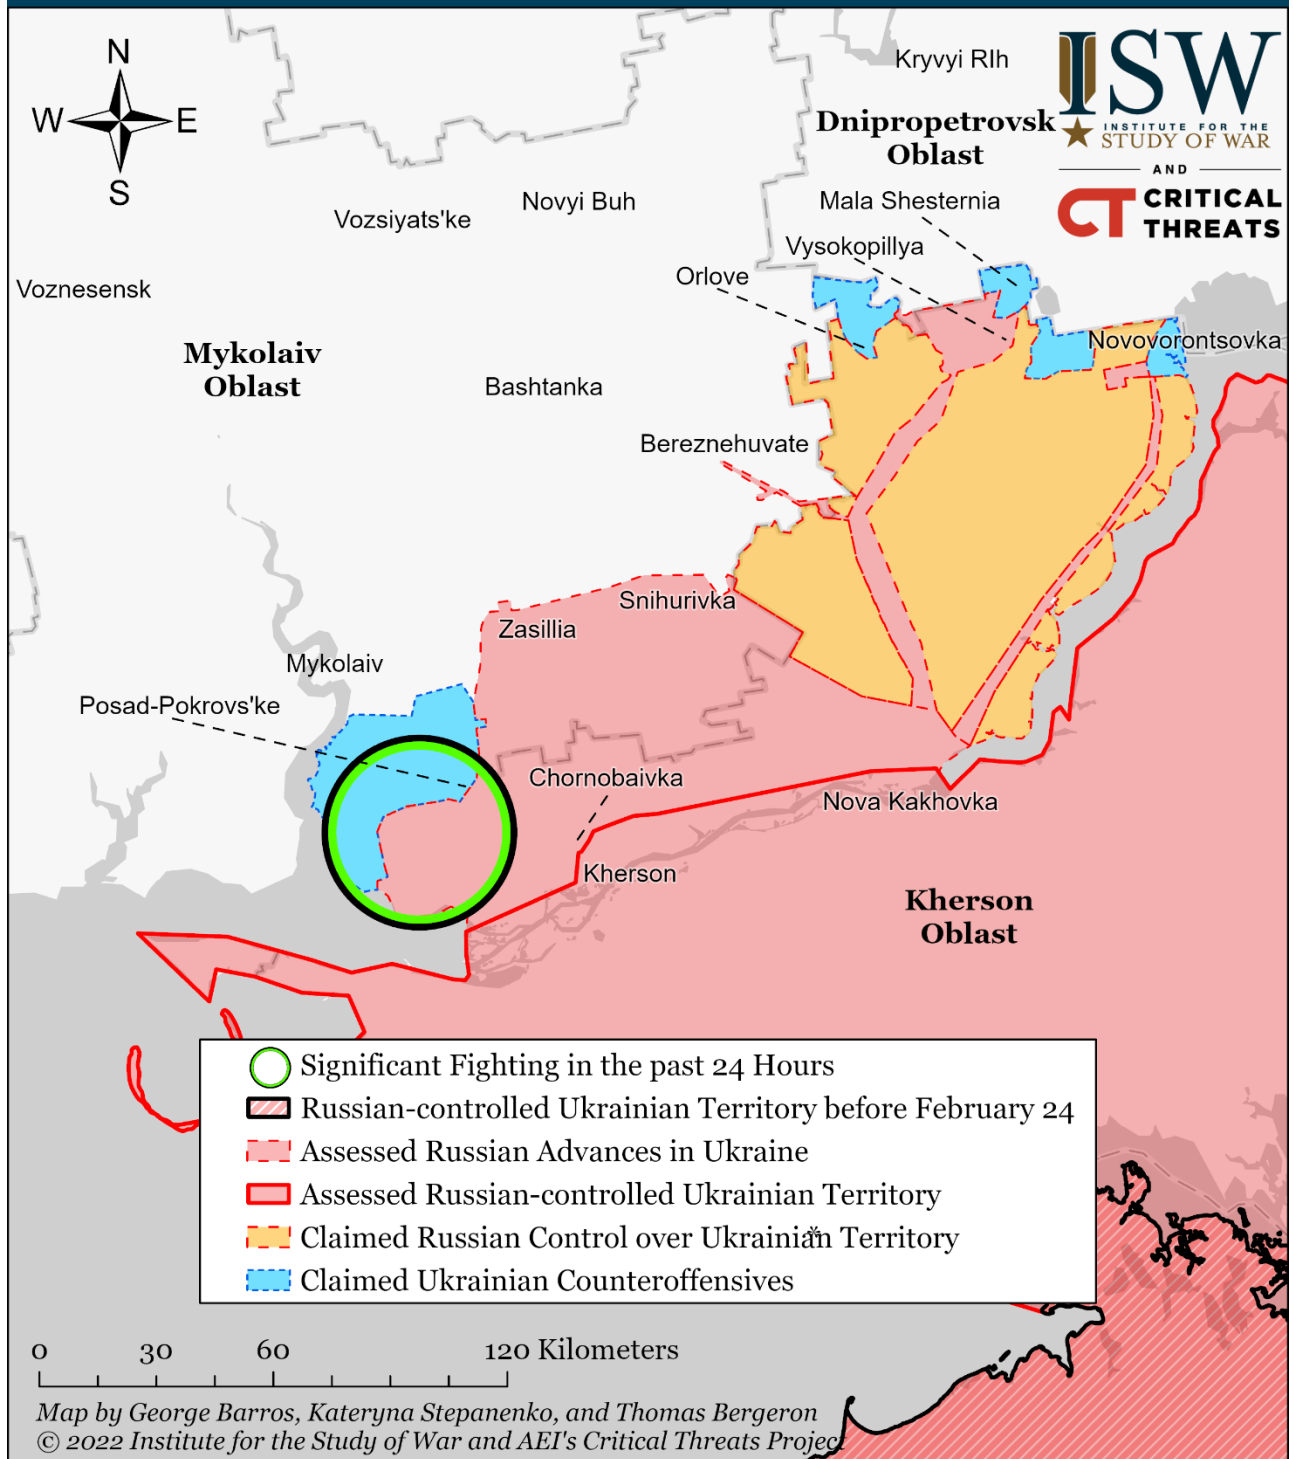 N
W E
S
Kryvyi RIh
ISW
INSTITUTE FOR THE
STUDY OF WAR
AND
CT CRITICAL
THREATS
Dnipropetrovsk
Oblast
Mala Shesternia
Novyi Buh
Vozsiyats'ke
Vysokopillya
Orlove
Voznesensk
Novovorontsovka
Mykolaiv
Oblast
Bashtanka
Bereznehuvate
Snihurivka
Zasillia
Mykolaiv
Posad-Pokrovs'ke
Chornobaivka
Nova Kakhovka
Kherson
Kherson
Oblast
Significant Fighting in the past 24 Hours
Russian-controlled Ukrainian Territory before February 24
Assessed Russian Advances in Ukraine
Assessed Russian-controlled Ukrainian Territory
Claimed Russian Control over Ukrainian Territory
Claimed Ukrainian Counteroffensives
0 30 60 120 Kilometers
Map by George Barros, Kateryna Stepanenko, and Thomas Bergeron
© 2022 Institute for the Study of War and AEI's Critical Threats Project